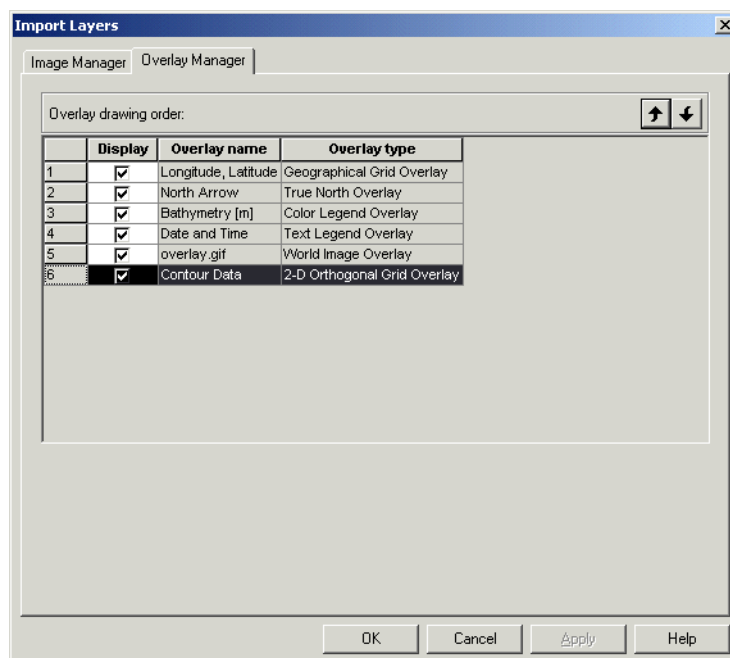 Import Layers
Image Manager Overlay Manager
Overlay drawing order:
Display Overlay name Overlay type
1 Longitude, Latitude Geographical Grid Overlay
2 North Arrow True North Overlay
3 Bathymetry [m] Color Legend Overlay
4 Date and Time Text Legend Overlay
5 overlay.gif World Image Overlay
6 Contour Data 2-D Orthogonal Grid Overlay
OK Cancel Apply Help